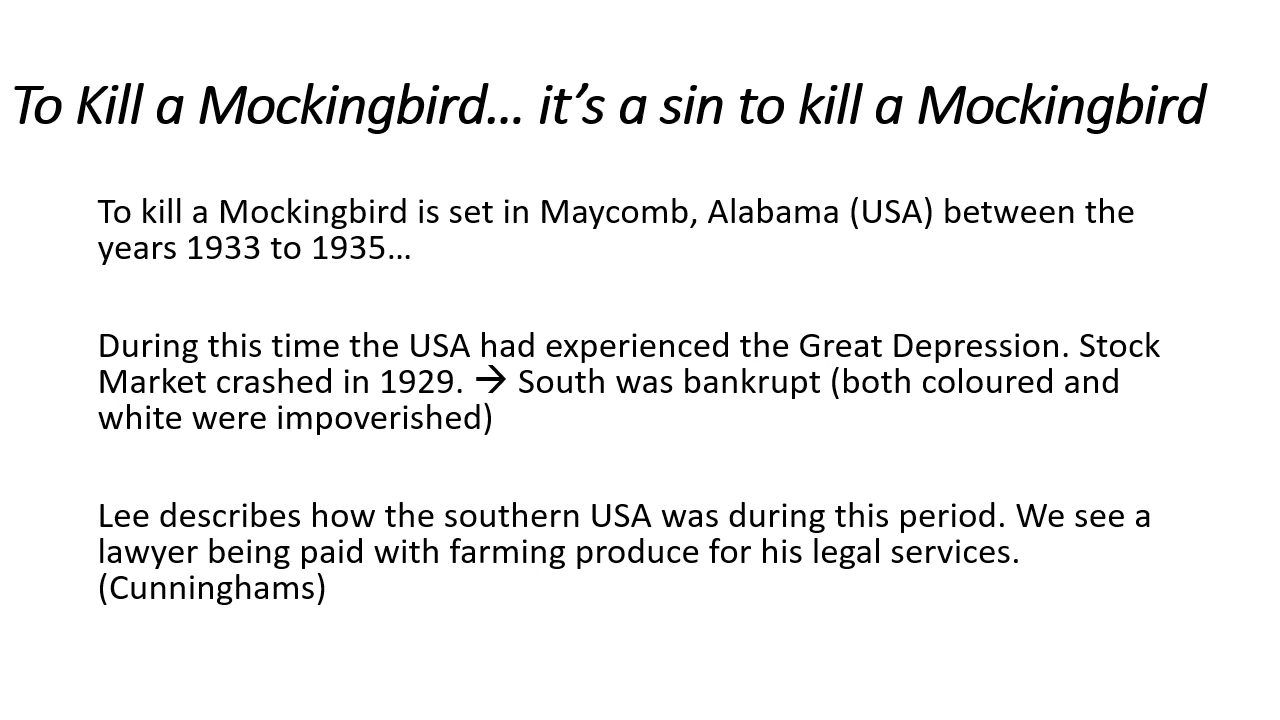 To Kill a Mockingbird… it’s a sin to kill a Mockingbird
To kill a Mockingbird is set in Maycomb, Alabama (USA) between the
years 1933 to 1935…
During this time the USA had experienced the Great Depression. Stock
Market crashed in 1929. → South was bankrupt (both coloured and
white were impoverished)
Lee describes how the southern USA was during this period. We see a
lawyer being paid with farming produce for his legal services.
(Cunninghams)